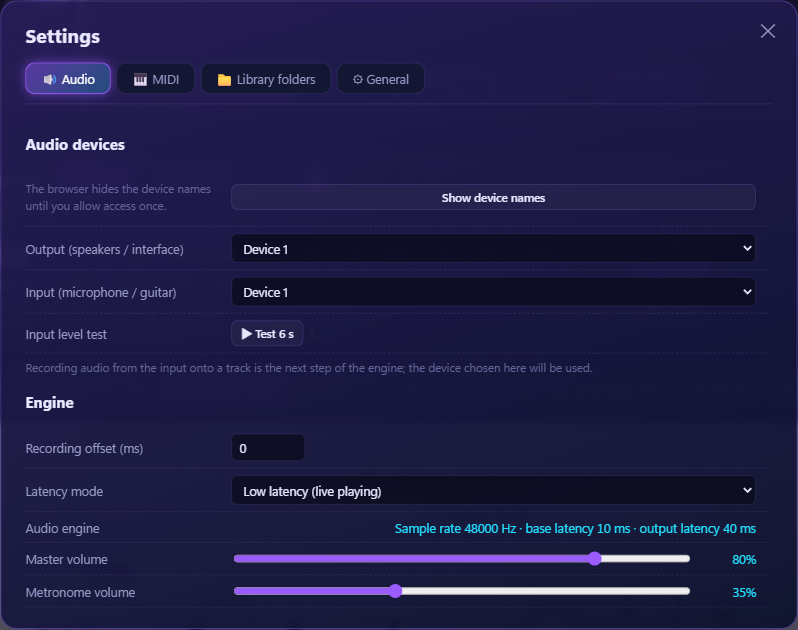 Settings
Audio
MIDI
Library folders
General
Audio devices
The browser hides the device names
until you allow access once.
Show device names
Output (speakers / interface)
Device 1
Input (microphone / guitar)
Device 1
Input level test
▶ Test 6 s
Recording audio from the input onto a track is the next step of the engine; the device chosen here will be used.
Engine
Recording offset (ms)
0
Latency mode
Low latency (live playing)
Audio engine
Sample rate 48000 Hz · base latency 10 ms · output latency 40 ms
Master volume
80%
Metronome volume
35%